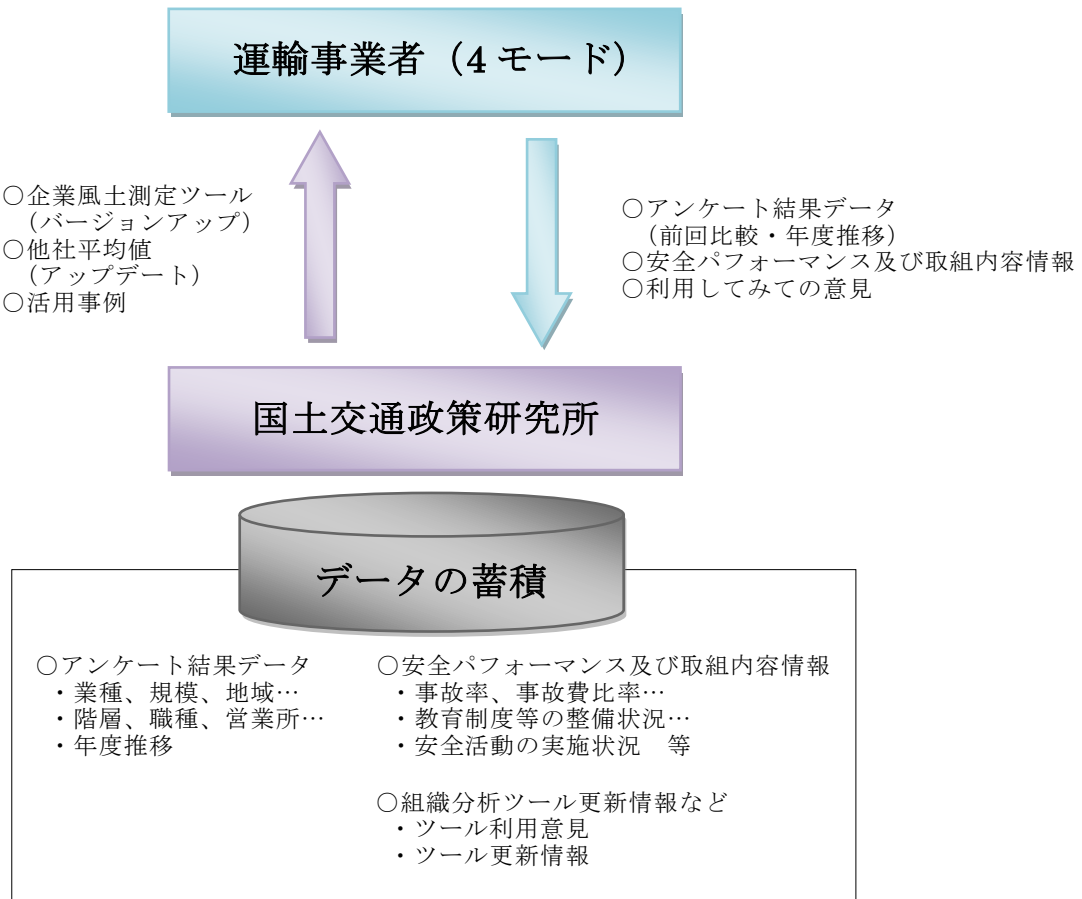 運輸事業者（4 モード）
○企業風土測定ツール
（バージョンアップ）
○他社平均値
（アップデート）
○活用事例
○アンケート結果データ
（前回比較・年度推移）
○安全パフォーマンス及び取組内容情報
○利用してみての意見
国土交通政策研究所
データの蓄積
○アンケート結果データ
・業種、規模、地域…
・階層、職種、営業所…
・年度推移
○安全パフォーマンス及び取組内容情報
・事故率、事故費比率…
・教育制度等の整備状況…
・安全活動の実施状況　等
○組織分析ツール更新情報など
・ツール利用意見
・ツール更新情報